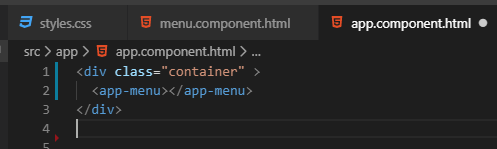 styles.css menu.component.html app.component.html
src > app > app.component.html > ...
1 <div class="container" >
2 <app-menu></app-menu>
3 </div>
4
5